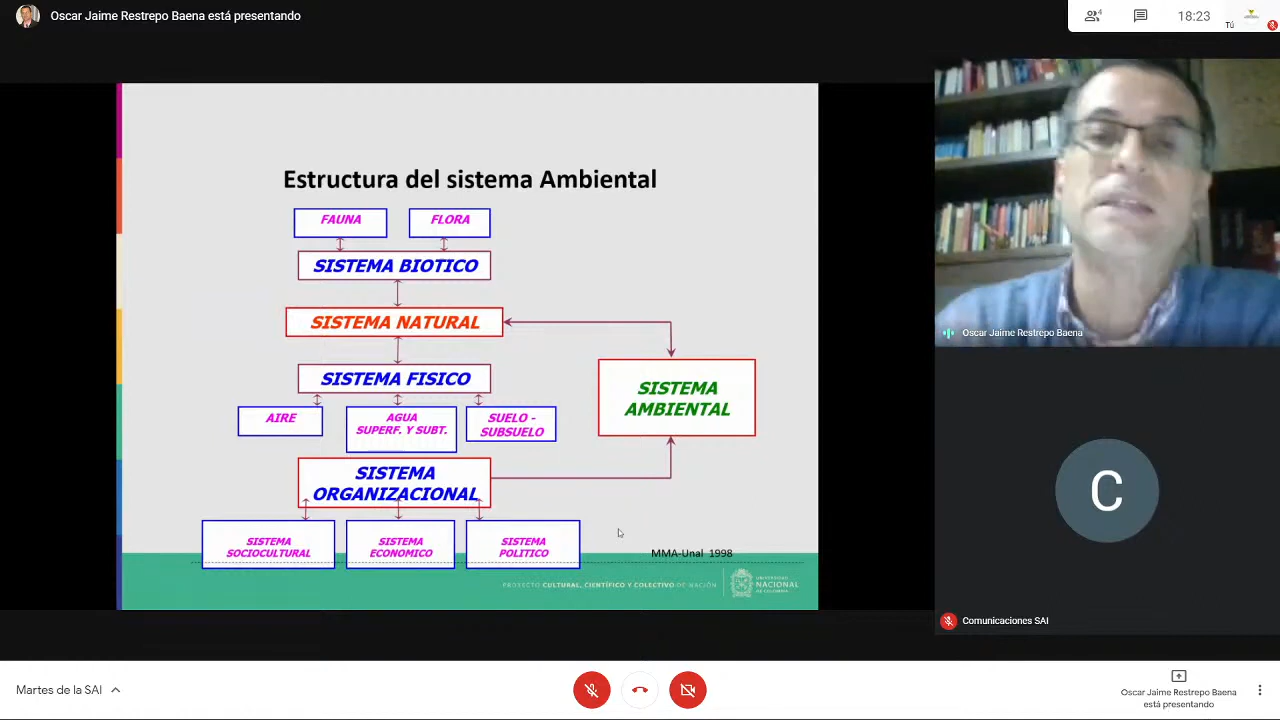 Oscar Jaime Restrepo Baena está presentando
4
18:23
Tú
Estructura del sistema Ambiental
FAUNA
FLORA
SISTEMA BIOTICO
SISTEMA NATURAL
SISTEMA FISICO
AIRE
AGUA
SUPERF. Y SUBT.
SUELO -
SUBSUELO
SISTEMA
AMBIENTAL
SISTEMA
ORGANIZACIONAL
SISTEMA
SOCIOCULTURAL
SISTEMA
ECONOMICO
SISTEMA
POLITICO
MMA-Unal 1998
PROYECTO CULTURAL, CIENTÍFICO Y COLECTIVO DE NACIÓN
UNIVERSIDAD
NACIONAL
DE COLOMBIA
Oscar Jaime Restrepo Baena
C
Comunicaciones SAI
Martes de la SAI
Oscar Jaime Restrepo Baena
está presentando